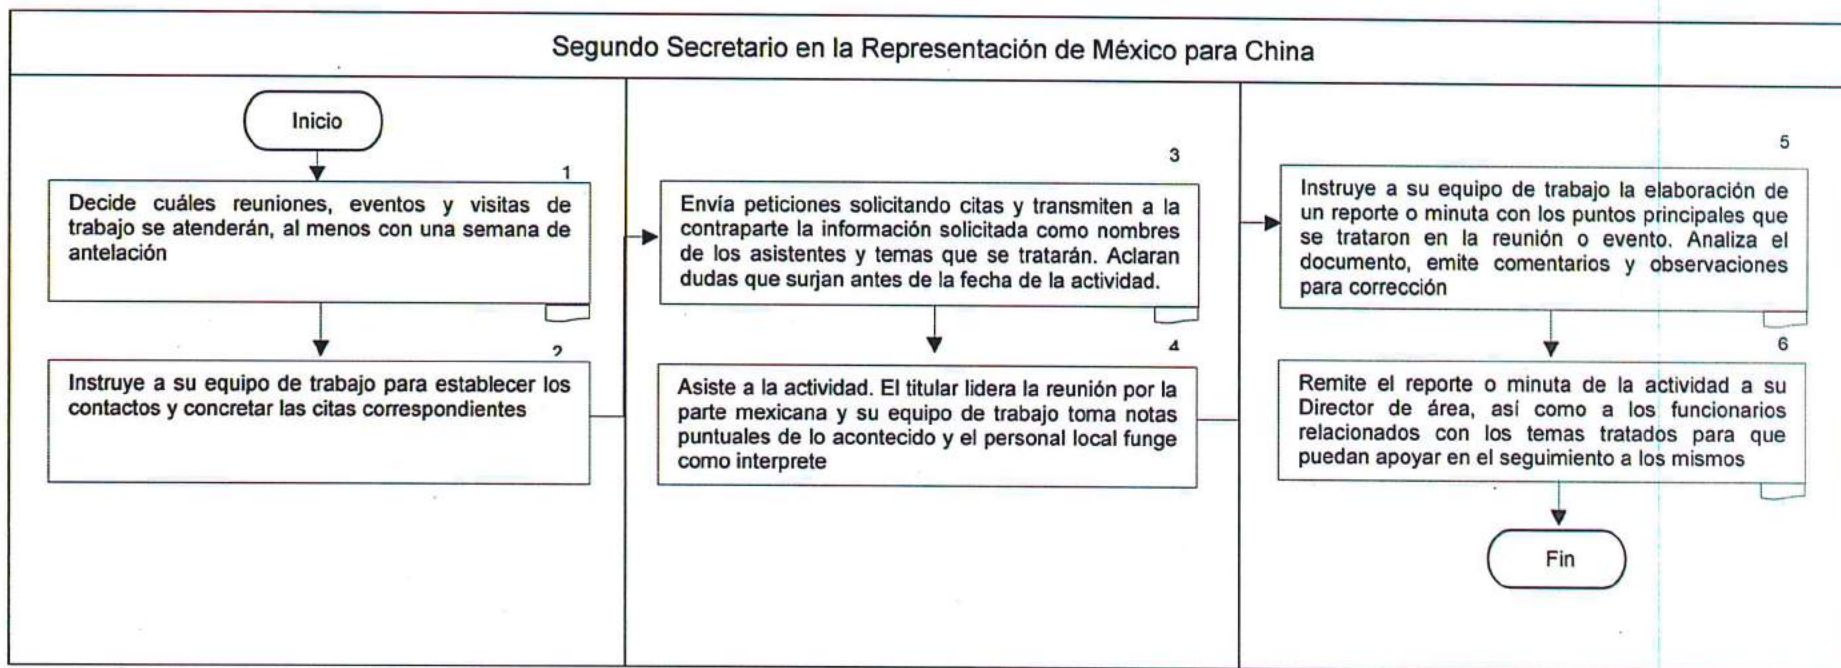 Segundo Secretario en la Representación de México para China
Inicio
1
Decide cuáles reuniones, eventos y visitas de
trabajo se atenderán, al menos con una semana de
antelación
2
Instruye a su equipo de trabajo para establecer los
contactos y concretar las citas correspondientes
3
Envía peticiones solicitando citas y transmiten a la
contraparte la información solicitada como nombres
de los asistentes y temas que se tratarán. Aclaran
dudas que surjan antes de la fecha de la actividad.
4
Asiste a la actividad. El titular lidera la reunión por la
parte mexicana y su equipo de trabajo toma notas
puntuales de lo acontecido y el personal local funge
como interprete
5
Instruye a su equipo de trabajo la elaboración de
un reporte o minuta con los puntos principales que
se trataron en la reunión o evento. Analiza el
documento, emite comentarios y observaciones
para corrección
6
Remite el reporte o minuta de la actividad a su
Director de área, así como a los funcionarios
relacionados con los temas tratados para que
puedan apoyar en el seguimiento a los mismos
Fin